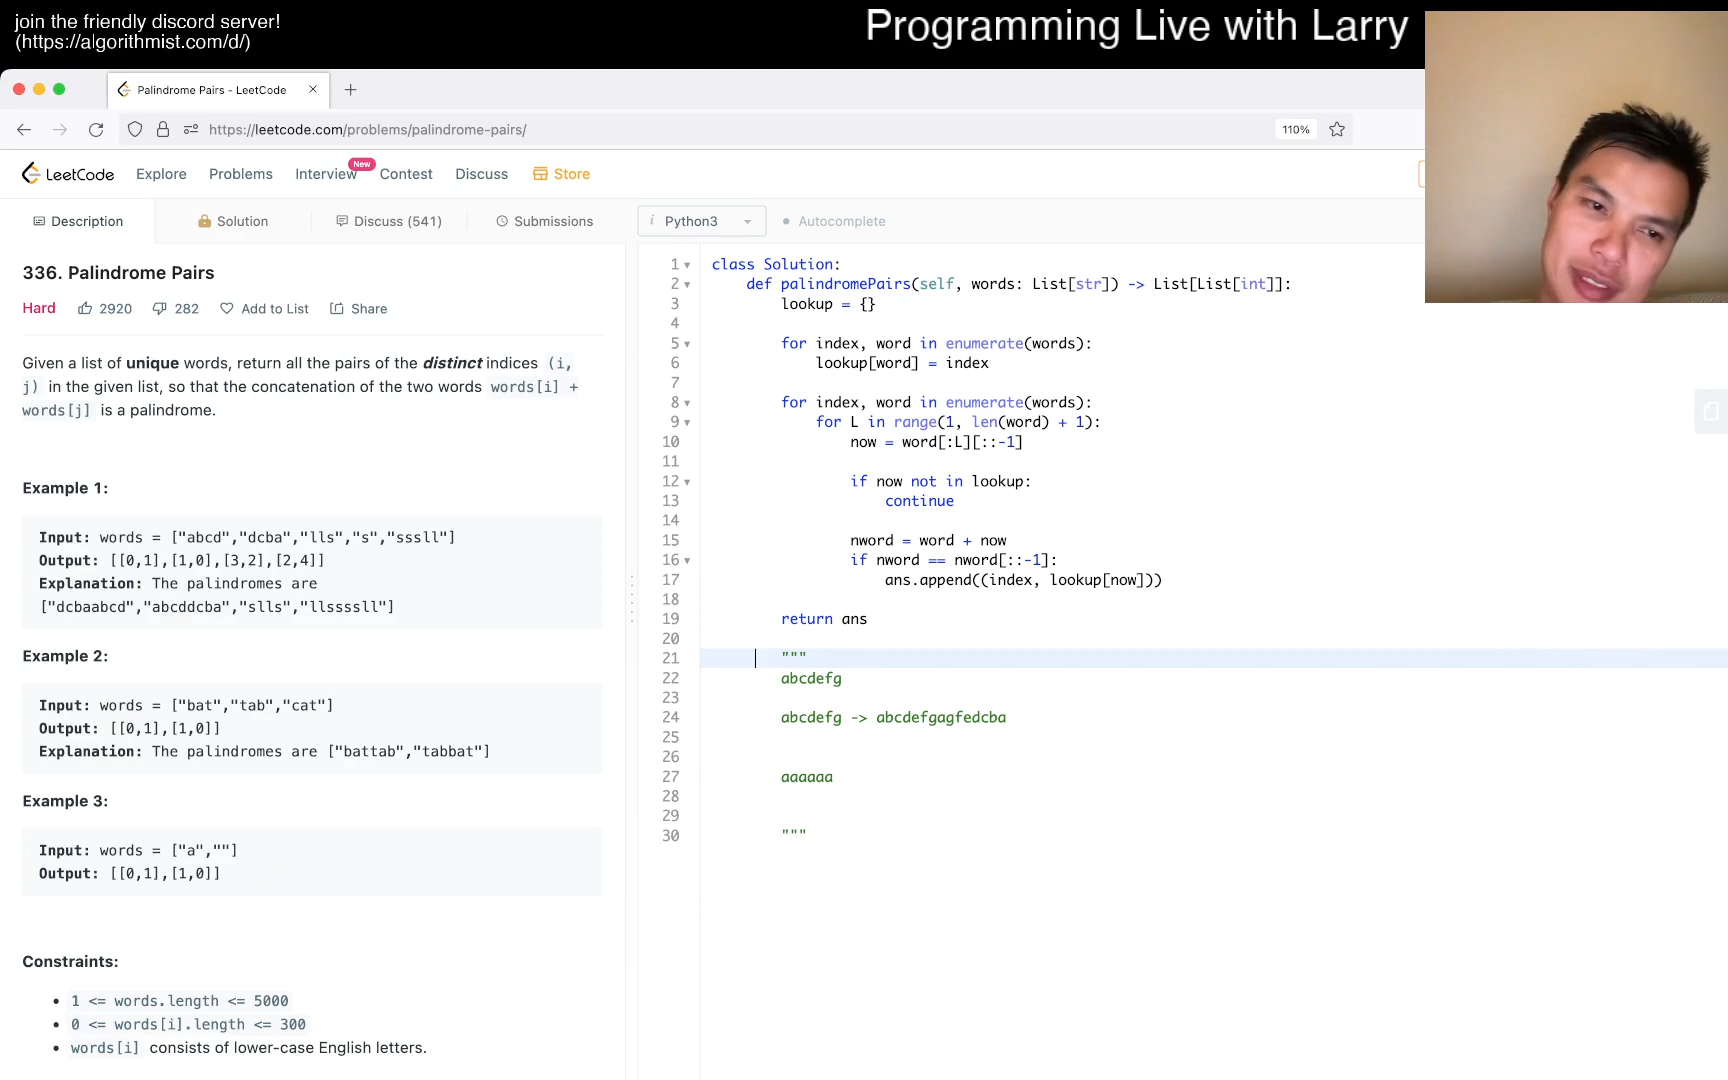 join the friendly discord server!
(https://algorithmist.com/d/)
Programming Live with Larry
Palindrome Pairs - LeetCode
https://leetcode.com/problems/palindrome-pairs/
110%
LeetCode
Explore
Problems
Interview
New
Contest
Discuss
Store
Description
Solution
Discuss (541)
Submissions
i Python3
Autocomplete
336. Palindrome Pairs
Hard
2920
282
Add to List
Share
Given a list of unique words, return all the pairs of the distinct indices (i,
j) in the given list, so that the concatenation of the two words words[i] +
words[j] is a palindrome.
Example 1:
Input: words = ["abcd","dcba","lls","s","sssll"]
Output: [[0,1],[1,0],[3,2],[2,4]]
Explanation: The palindromes are
["dcbaabcd","abcddcba","slls","llssssll"]
Example 2:
Input: words = ["bat","tab","cat"]
Output: [[0,1],[1,0]]
Explanation: The palindromes are ["battab","tabbat"]
Example 3:
Input: words = ["a",""]
Output: [[0,1],[1,0]]
Constraints:
1 <= words.length <= 5000
0 <= words[i].length <= 300
words[i] consists of lower-case English letters.
1 class Solution:
2 def palindromePairs(self, words: List[str]) -> List[List[int]]:
3 lookup = {}
4
5 for index, word in enumerate(words):
6 lookup[word] = index
7
8 for index, word in enumerate(words):
9 for L in range(1, len(word) + 1):
10 now = word[:L][::-1]
11
12 if now not in lookup:
13 continue
14
15 nword = word + now
16 if nword == nword[::-1]:
17 ans.append((index, lookup[now]))
18
19 return ans
20
21 """
22 abcdefg
23
24 abcdefg -> abcdefgagfedcba
25
26
27 aaaaaa
28
29
30 """